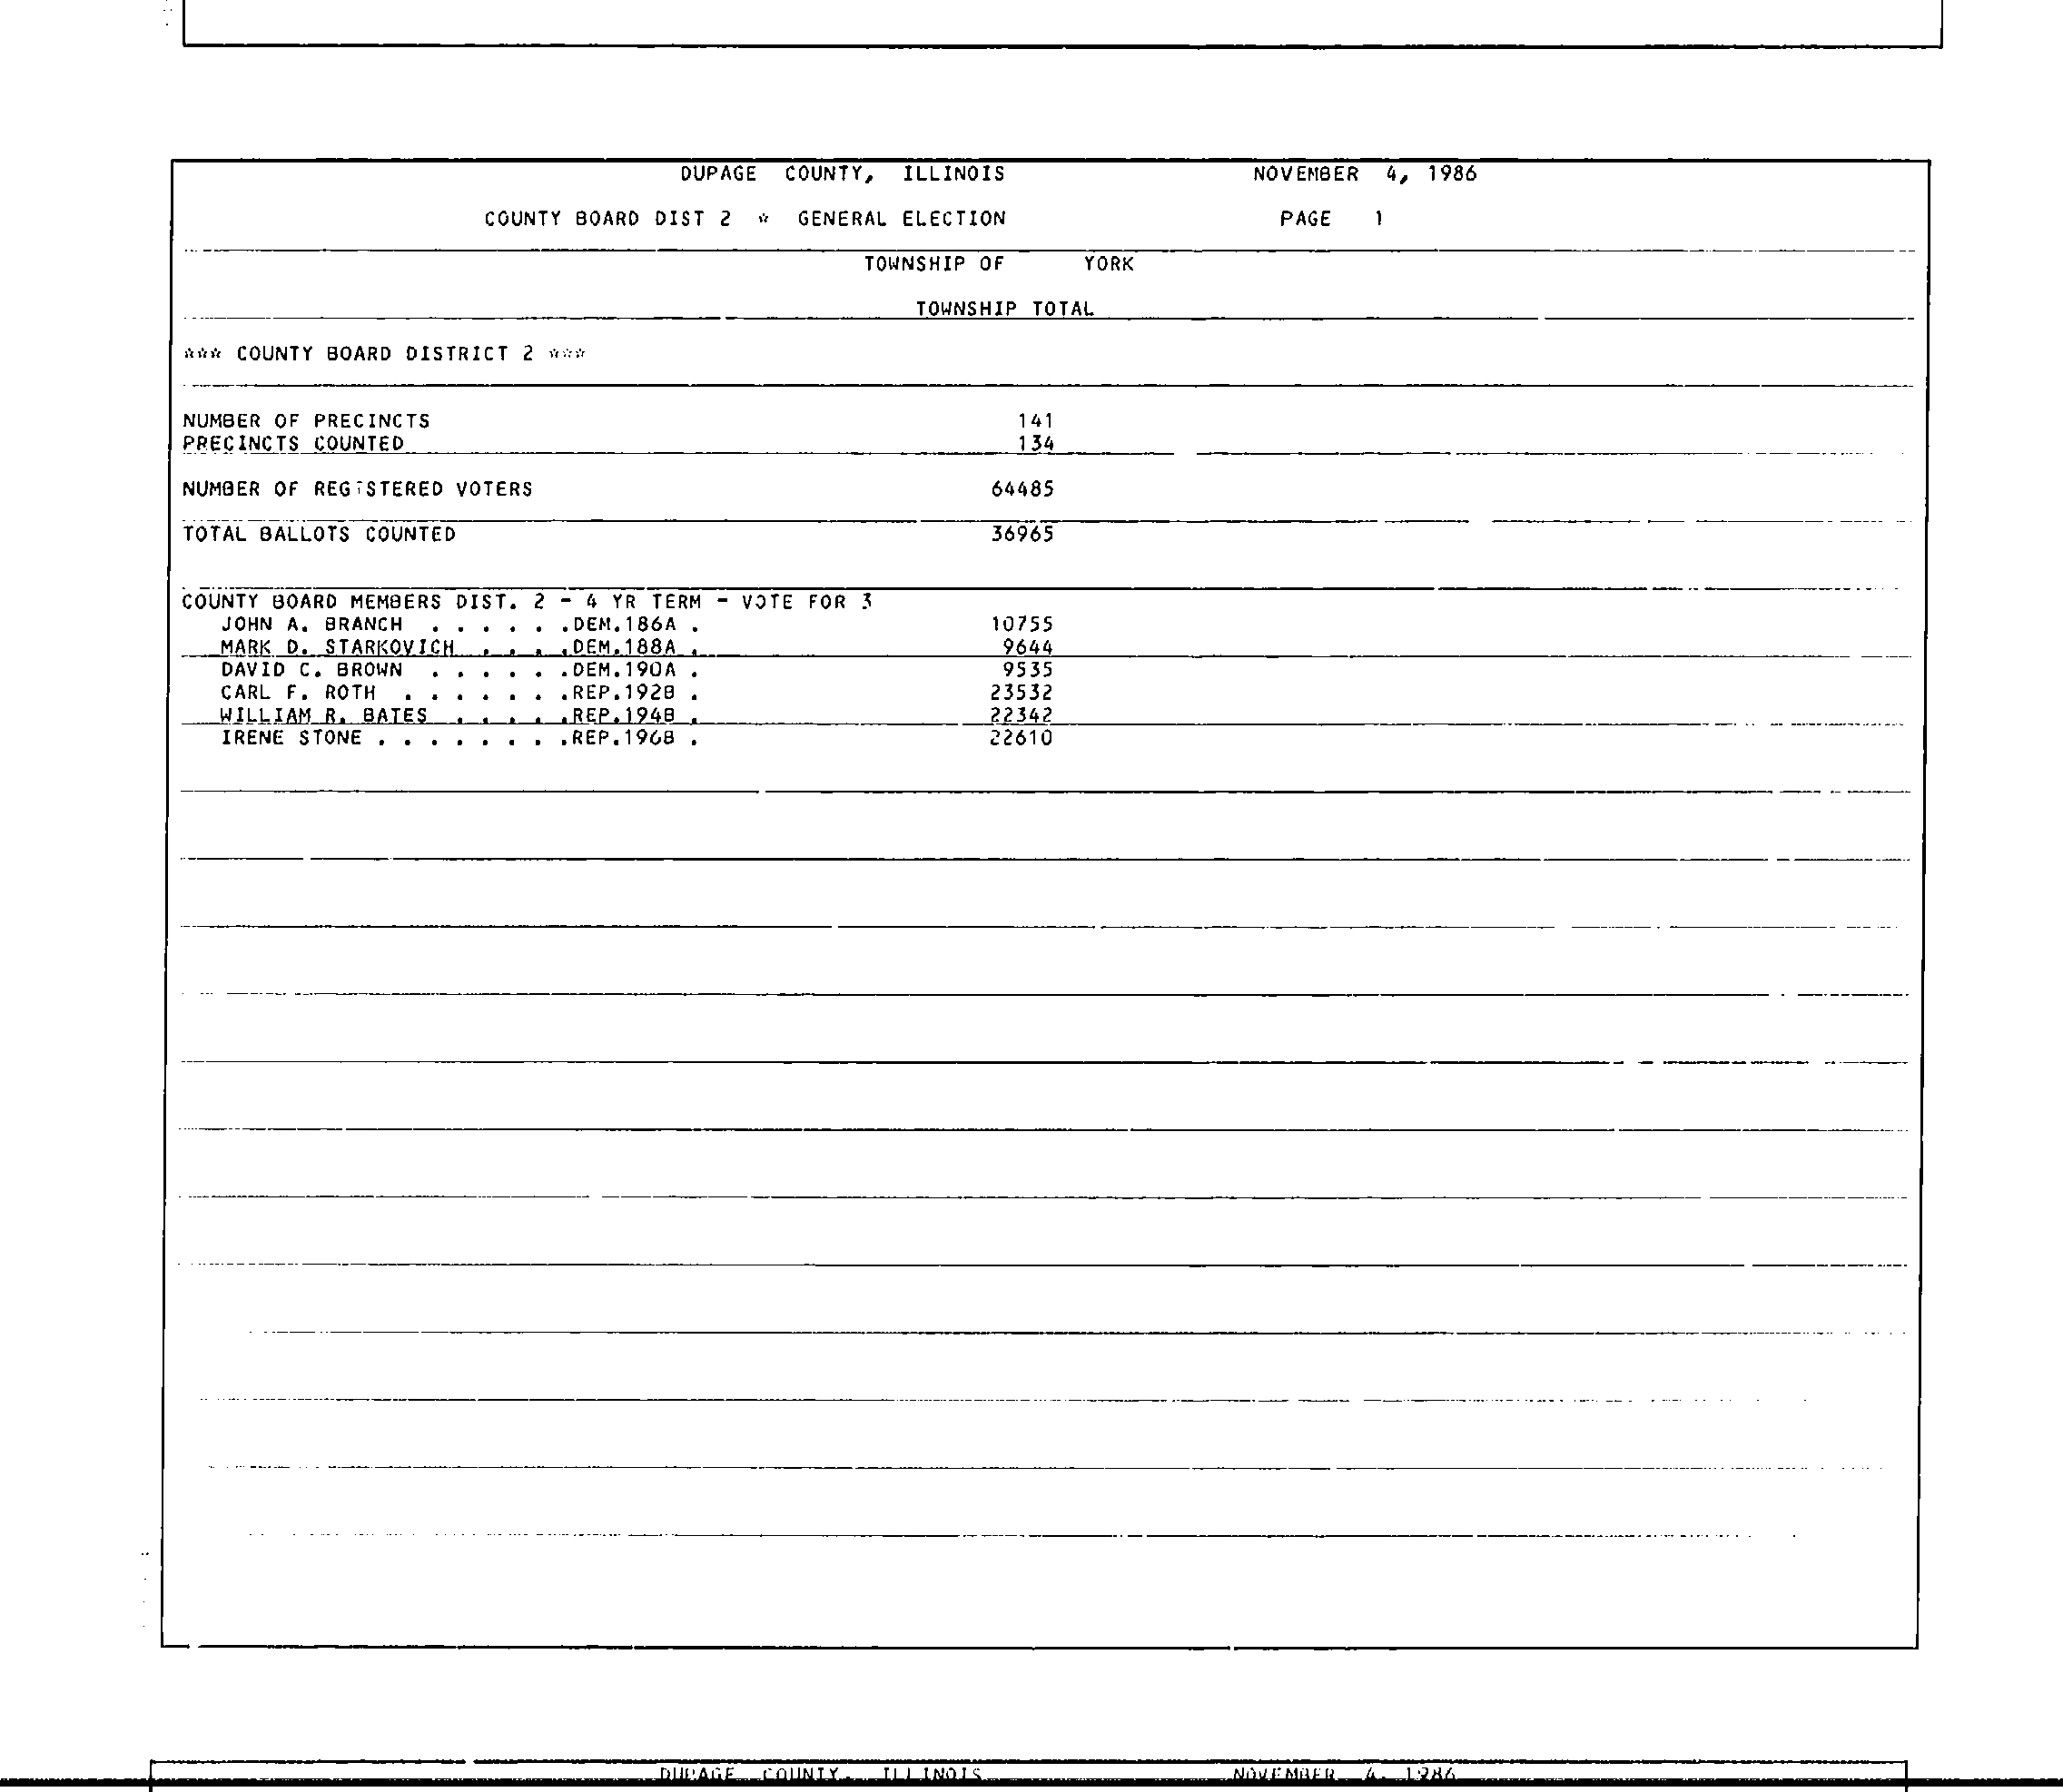 DUPAGE COUNTY, ILLINOIS NOVEMBER 4, 1986
COUNTY BOARD DIST 2 * GENERAL ELECTION PAGE 1
TOWNSHIP OF YORK
TOWNSHIP TOTAL
*** COUNTY BOARD DISTRICT 2 ***
NUMBER OF PRECINCTS 141
PRECINCTS COUNTED 134
NUMBER OF REGISTERED VOTERS 64485
TOTAL BALLOTS COUNTED 36965
COUNTY BOARD MEMBERS DIST. 2 - 4 YR TERM - VOTE FOR 3
JOHN A. BRANCH . . . . . .DEM.186A . 10755
MARK D. STARKOVICH . . . .DEM.188A . 9644
DAVID C. BROWN . . . . . .DEM.190A . 9535
CARL F. ROTH . . . . . . .REP.192B . 23532
WILLIAM R. BATES . . . . .REP.194B . 22342
IRENE STONE . . . . . . . .REP.196B . 22610
DUPAGE COUNTY, ILLINOIS NOVEMBER 4, 1986